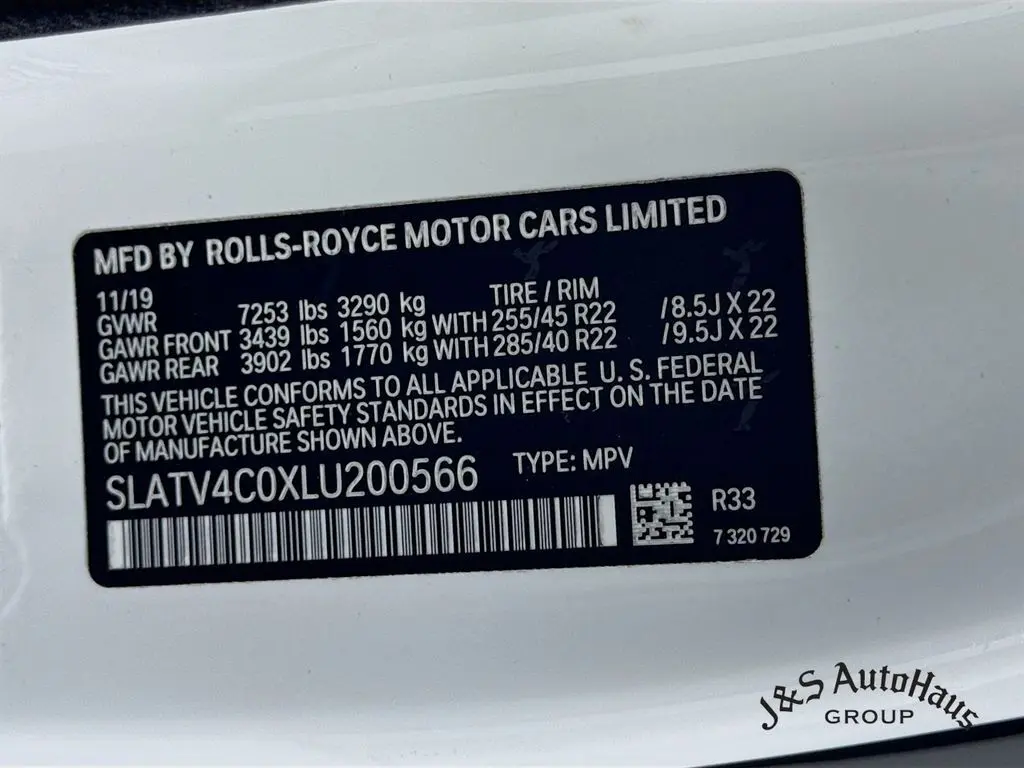 MFD BY ROLLS-ROYCE MOTOR CARS LIMITED
11/19 TIRE / RIM
GVWR 7253 lbs 3290 kg
GAWR FRONT 3439 lbs 1560 kg WITH 255/45 R22 /8.5J X 22
GAWR REAR 3902 lbs 1770 kg WITH 285/40 R22 /9.5J X 22
THIS VEHICLE CONFORMS TO ALL APPLICABLE U. S. FEDERAL
MOTOR VEHICLE SAFETY STANDARDS IN EFFECT ON THE DATE
OF MANUFACTURE SHOWN ABOVE.
SLATV4C0XLU200566 TYPE: MPV
R33
7 320 729
J&S AutoHaus
GROUP